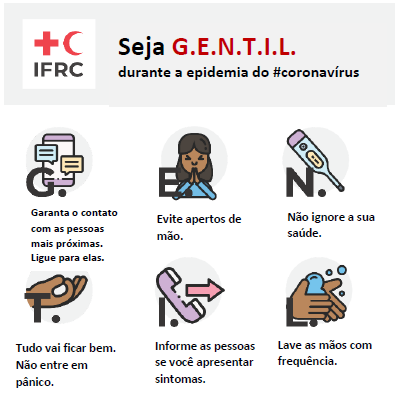 IFRC
Seja G.E.N.T.I.L.
durante a epidemia do #coronavírus
G.
Garanta o contato
com as pessoas
mais próximas.
Ligue para elas.
E.
Evite apertos de
mão.
N.
Não ignore a sua
saúde.
T.
Tudo vai ficar bem.
Não entre em
pânico.
I.
Informe as pessoas
se você apresentar
sintomas.
L.
Lave as mãos com
frequência.